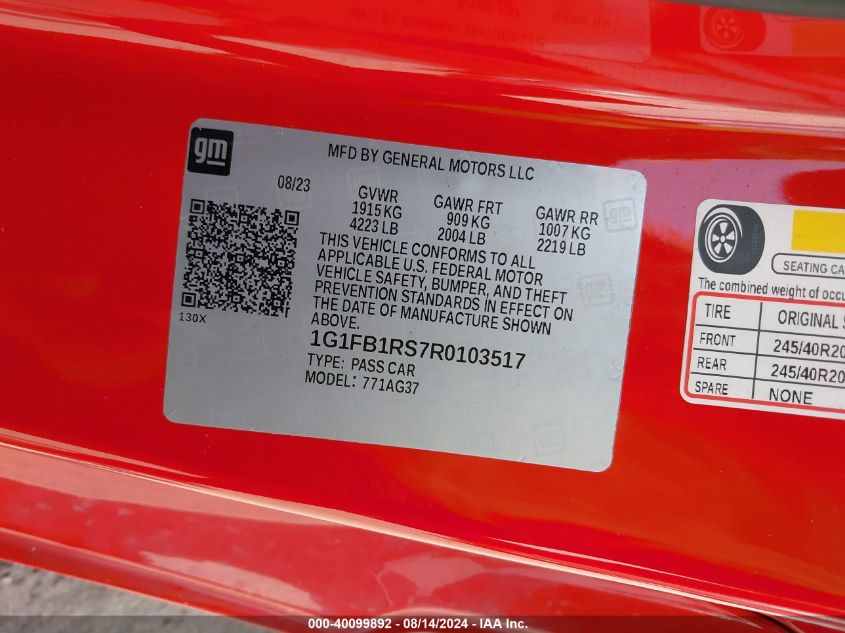 gm
MFD BY GENERAL MOTORS LLC
08/23
GVWR
1915 KG
4223 LB
GAWR FRT
909 KG
2004 LB
GAWR RR
1007 KG
2219 LB
THIS VEHICLE CONFORMS TO ALL
APPLICABLE U.S. FEDERAL MOTOR
VEHICLE SAFETY, BUMPER, AND THEFT
PREVENTION STANDARDS IN EFFECT ON
THE DATE OF MANUFACTURE SHOWN
ABOVE.
130X
1G1FB1RS7R0103517
TYPE: PASS CAR
MODEL: 771AG37
SEATING CA
The combined weight of occu
TIRE ORIGINAL S
FRONT 245/40R20
REAR 245/40R20
SPARE NONE
000-40099892 - 08/14/2024 - IAA Inc.